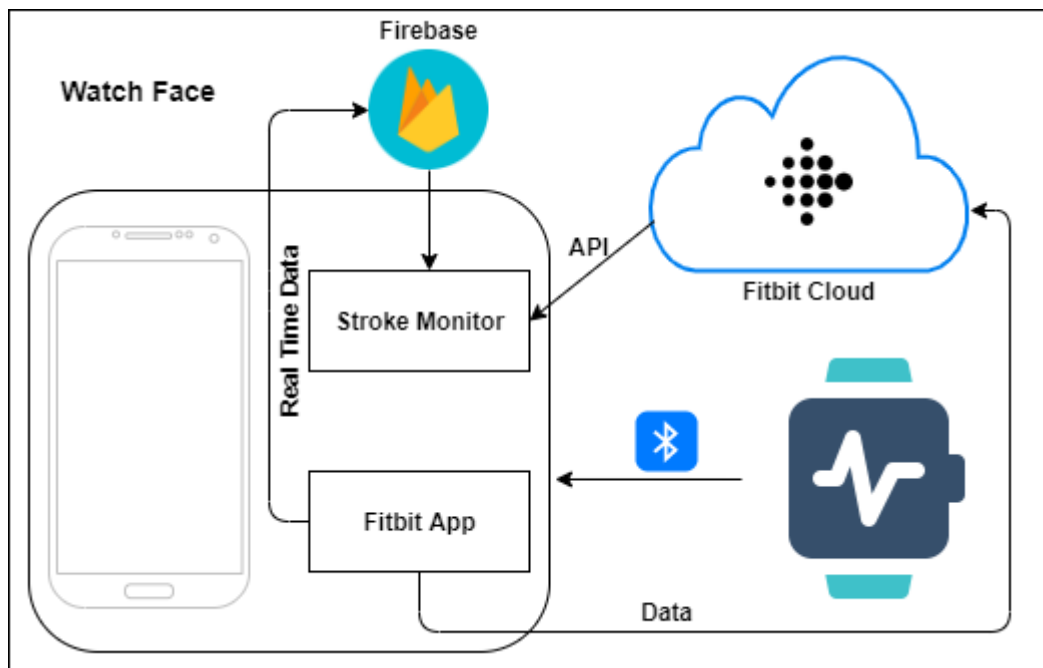 Firebase
Watch Face
API
Fitbit Cloud
Real Time Data
Stroke Monitor
Fitbit App
Data